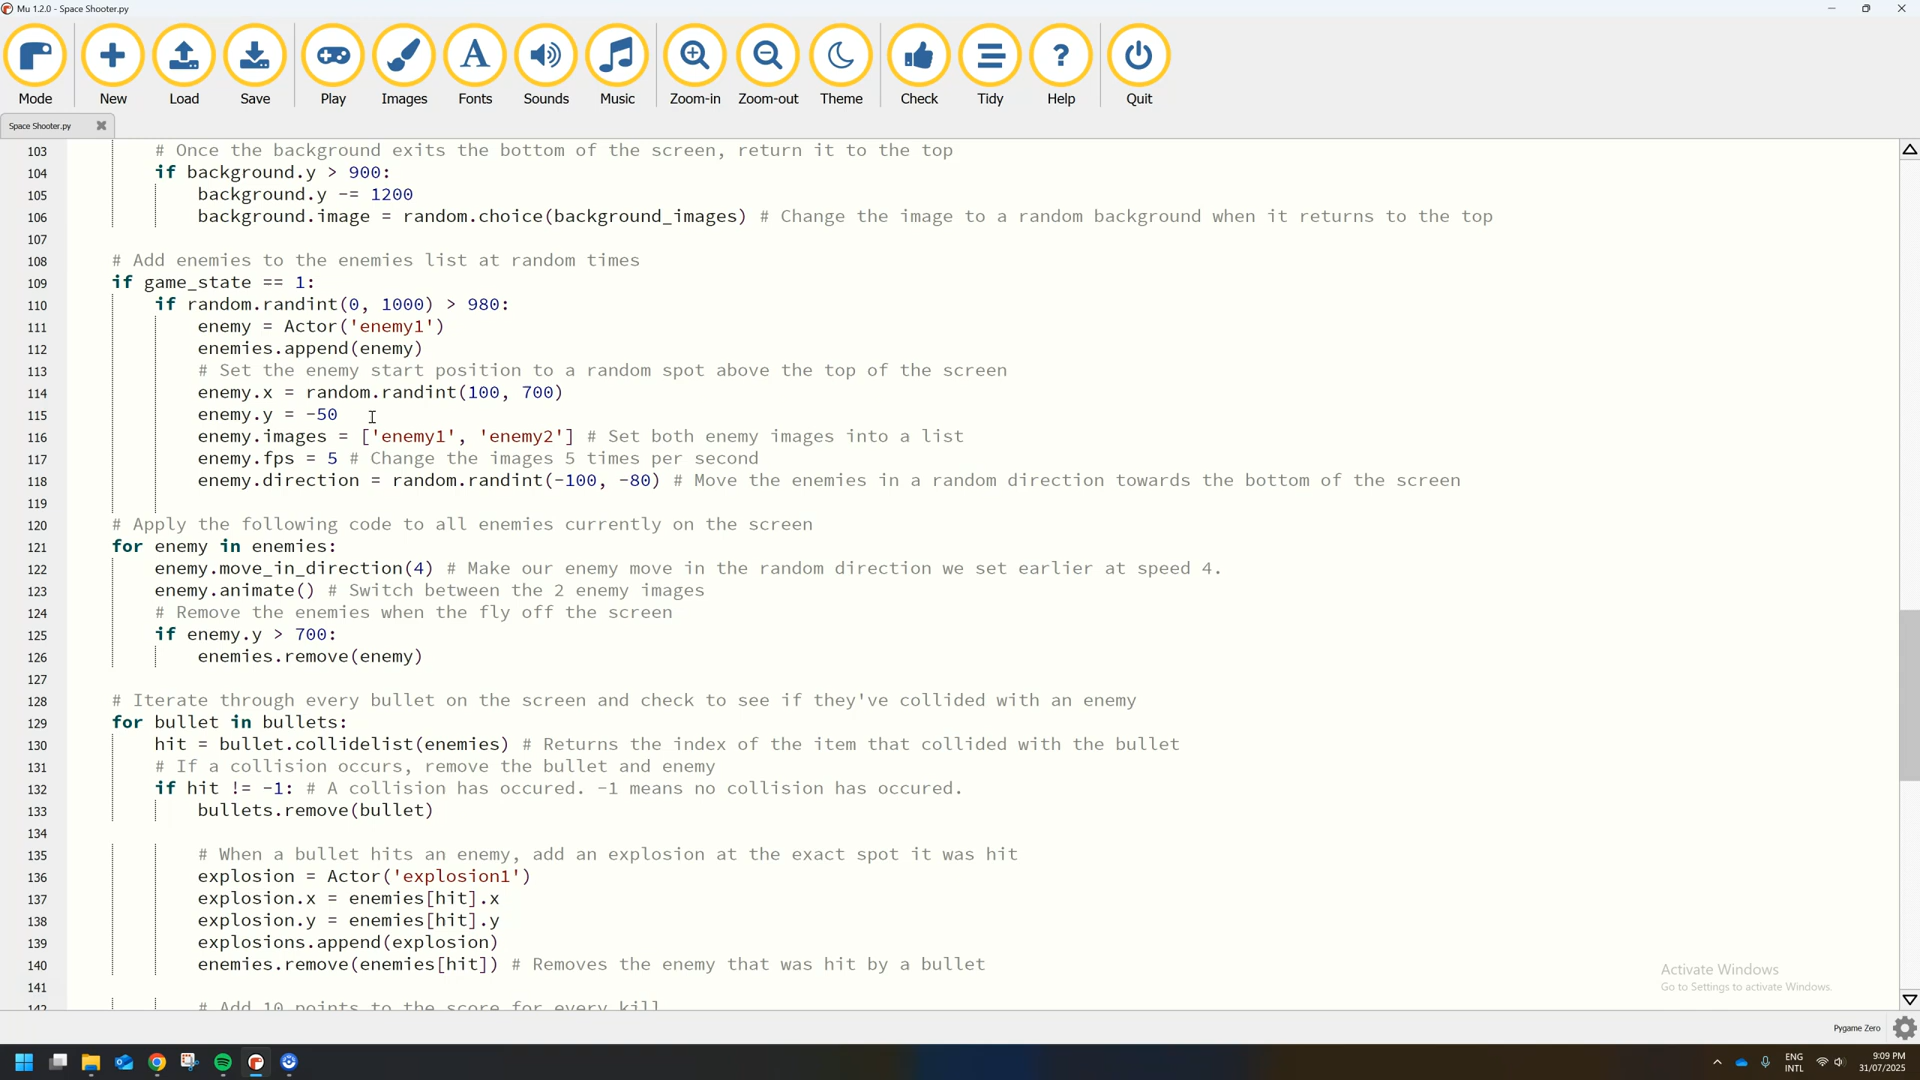 Mu 1.2.0 - Space Shooter.py
Mode New Load Save Play Images Fonts Sounds Music Zoom-in Zoom-out Theme Check Tidy Help Quit
Space Shooter.py
103 # Once the background exits the bottom of the screen, return it to the top
104 if background.y > 900:
105 background.y -= 1200
106 background.image = random.choice(background_images) # Change the image to a random background when it returns to the top
107
108 # Add enemies to the enemies list at random times
109 if game_state == 1:
110 if random.randint(0, 1000) > 980:
111 enemy = Actor('enemy1')
112 enemies.append(enemy)
113 # Set the enemy start position to a random spot above the top of the screen
114 enemy.x = random.randint(100, 700)
115 enemy.y = -50
116 enemy.images = ['enemy1', 'enemy2'] # Set both enemy images into a list
117 enemy.fps = 5 # Change the images 5 times per second
118 enemy.direction = random.randint(-100, -80) # Move the enemies in a random direction towards the bottom of the screen
119
120 # Apply the following code to all enemies currently on the screen
121 for enemy in enemies:
122 enemy.move_in_direction(4) # Make our enemy move in the random direction we set earlier at speed 4.
123 enemy.animate() # Switch between the 2 enemy images
124 # Remove the enemies when the fly off the screen
125 if enemy.y > 700:
126 enemies.remove(enemy)
127
128 # Iterate through every bullet on the screen and check to see if they've collided with an enemy
129 for bullet in bullets:
130 hit = bullet.collidelist(enemies) # Returns the index of the item that collided with the bullet
131 # If a collision occurs, remove the bullet and enemy
132 if hit != -1: # A collision has occured. -1 means no collision has occured.
133 bullets.remove(bullet)
134
135 # When a bullet hits an enemy, add an explosion at the exact spot it was hit
136 explosion = Actor('explosion1')
137 explosion.x = enemies[hit].x
138 explosion.y = enemies[hit].y
139 explosions.append(explosion)
140 enemies.remove(enemies[hit]) # Removes the enemy that was hit by a bullet
141
142 # Add 10 points to the score for every kill
Activate Windows
Go to Settings to activate Windows.
Pygame Zero
ENG
INTL
9:09 PM
31/07/2025